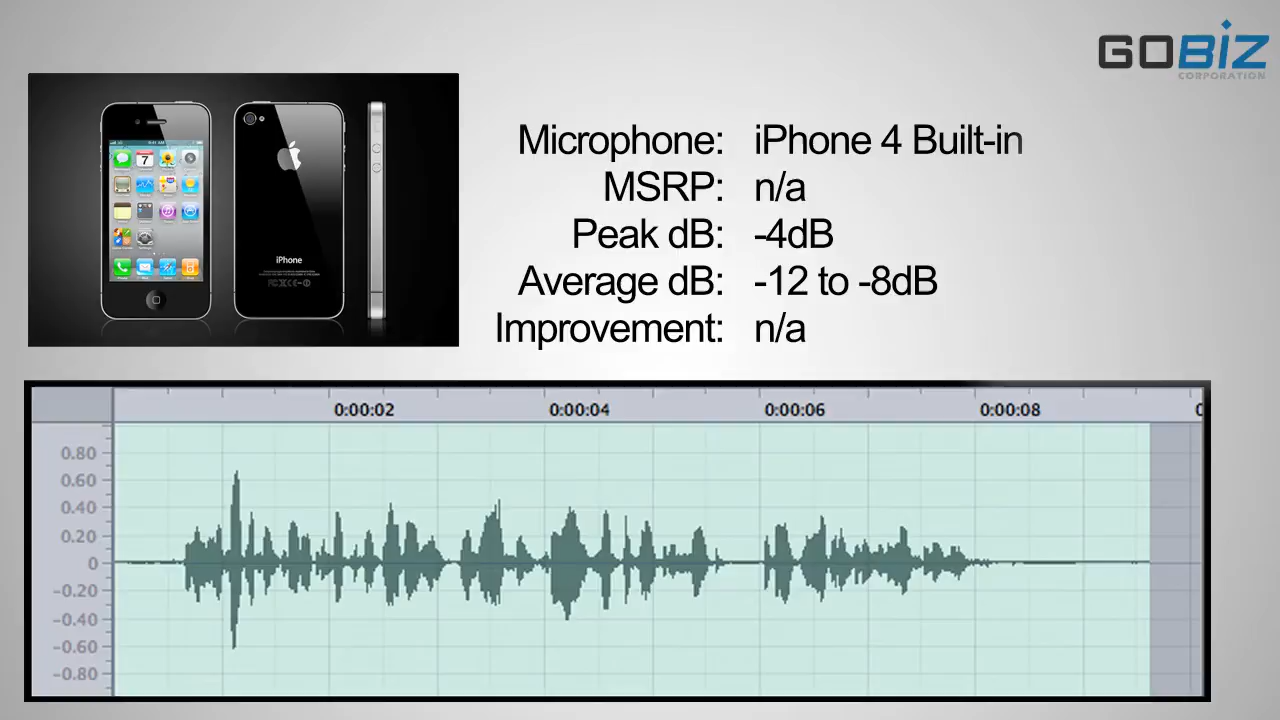 GOBIZ
CORPORATION
Microphone: iPhone 4 Built-in
MSRP: n/a
Peak dB: -4dB
Average dB: -12 to -8dB
Improvement: n/a
iPhone
0:00:02 0:00:04 0:00:06 0:00:08
0.80
0.60
0.40
0.20
0
-0.20
-0.40
-0.60
-0.80